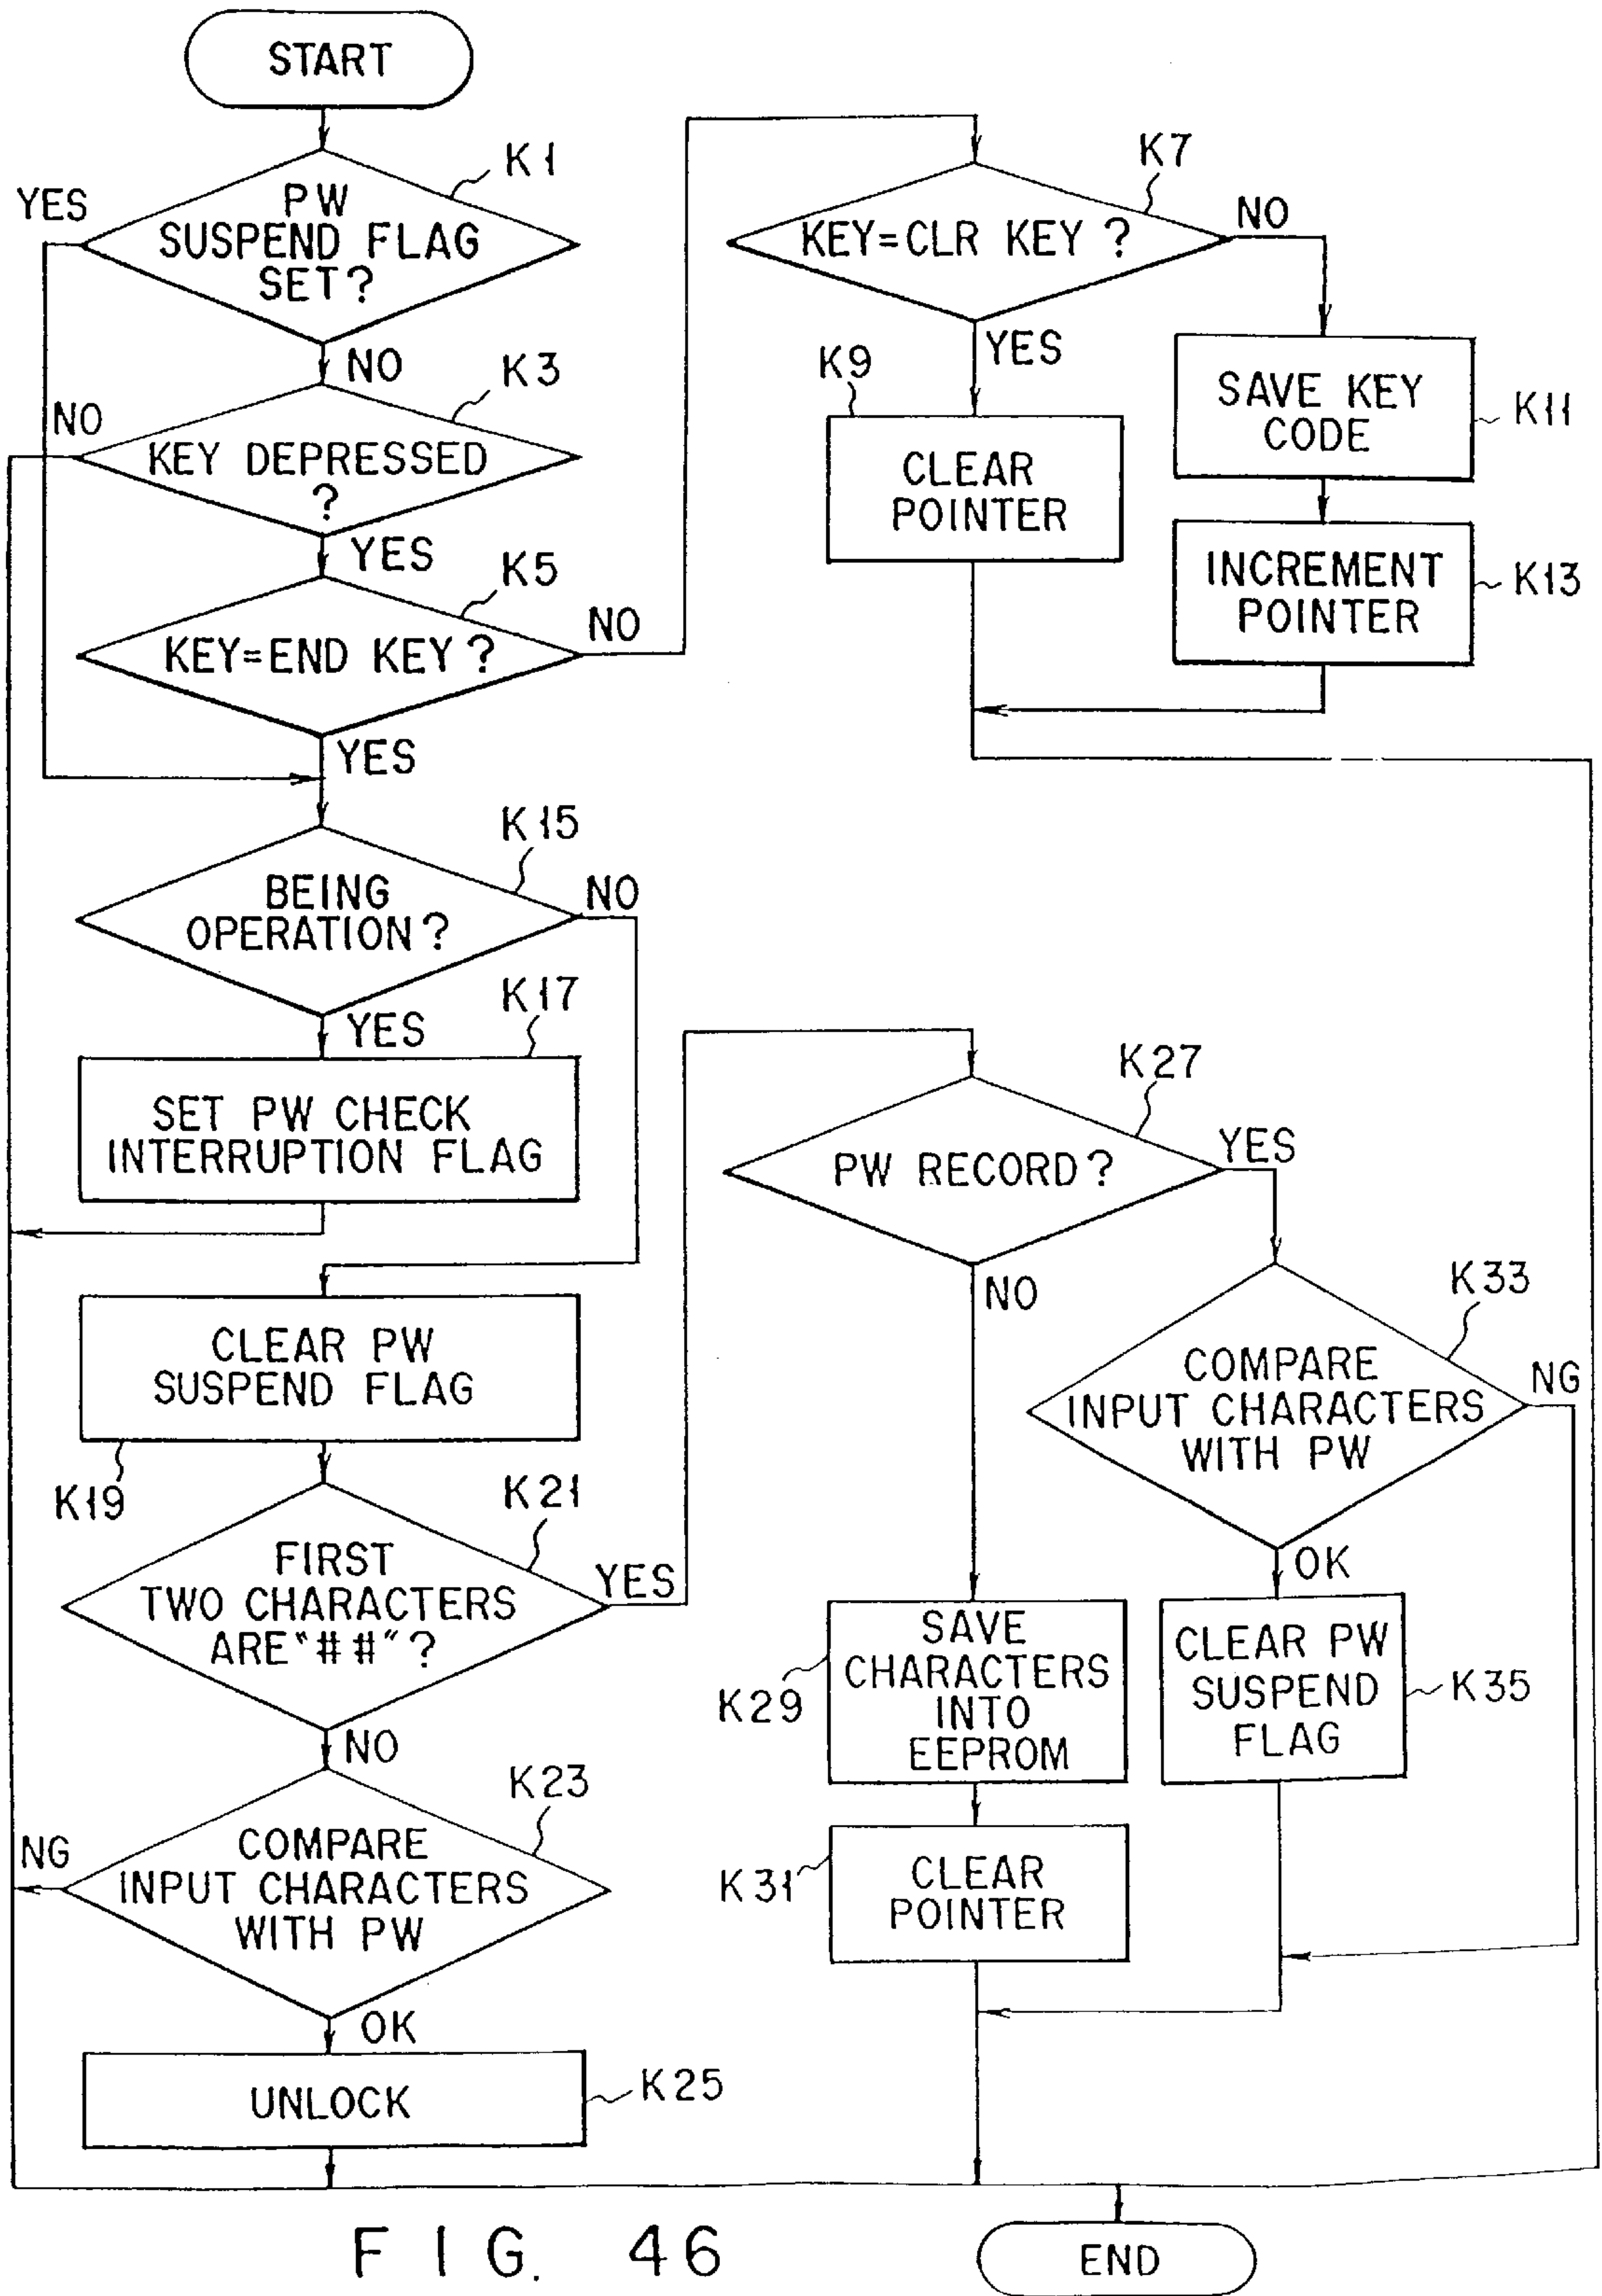 START
K1
YES
PW
SUSPEND FLAG
SET?
NO
K3
NO
KEY DEPRESSED
?
YES
K5
KEY=END KEY?
NO
YES
K7
KEY=CLR KEY ?
NO
YES
K9
CLEAR
POINTER
SAVE KEY
CODE
K11
INCREMENT
POINTER
K13
K15
BEING
OPERATION?
NO
YES
K17
SET PW CHECK
INTERRUPTION FLAG
CLEAR PW
SUSPEND FLAG
K19
K21
FIRST
TWO CHARACTERS
ARE "##"?
YES
NO
K23
COMPARE
INPUT CHARACTERS
WITH PW
NG
OK
UNLOCK
K25
K27
PW RECORD?
YES
NO
K33
COMPARE
INPUT CHARACTERS
WITH PW
NG
OK
SAVE
CHARACTERS
INTO
EEPROM
K29
CLEAR PW
SUSPEND
FLAG
K35
K31
CLEAR
POINTER
END
FIG. 46